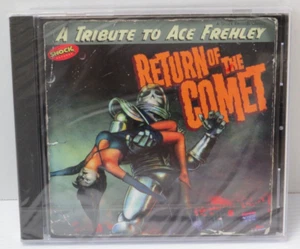 A TRIBUTE TO ACE FREHLEY
SHOCK
RETURN OF THE
COMET